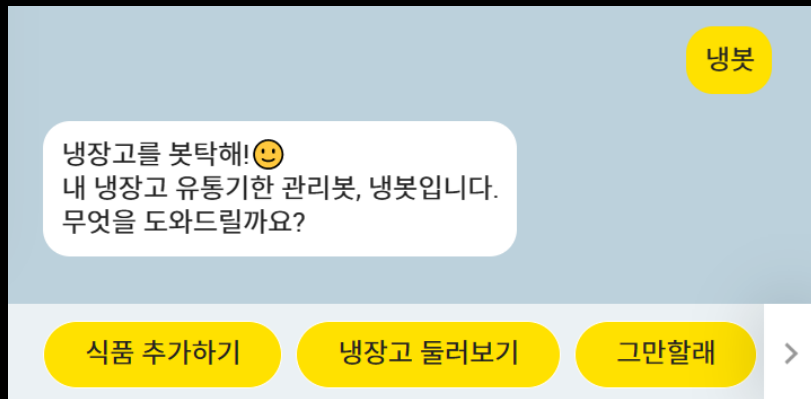 냉봇
냉장고를 봇탁해!🙂
내 냉장고 유통기한 관리봇, 냉봇입니다.
무엇을 도와드릴까요?
식품 추가하기
냉장고 둘러보기
그만할래